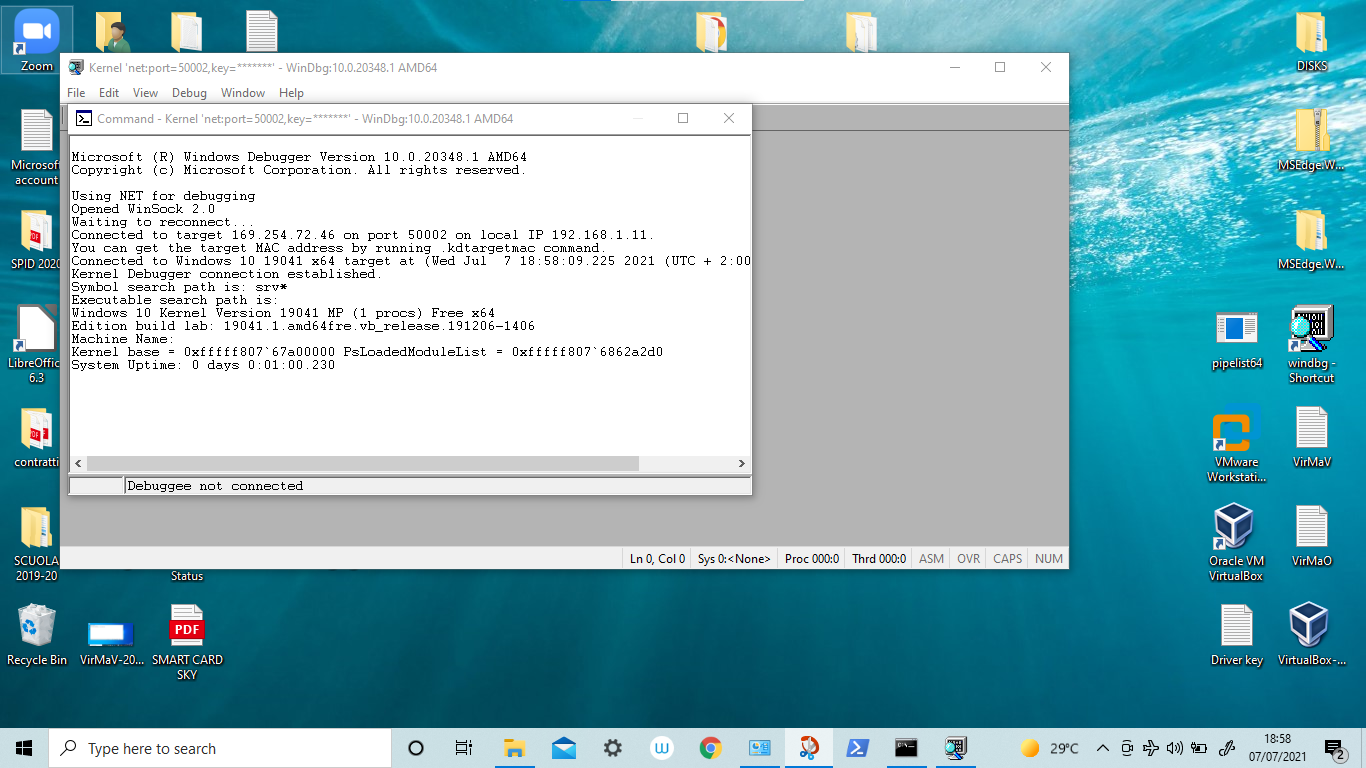 Zoom
DISKS
Kernel 'net:port=50002,key=*******' - WinDbg:10.0.20348.1 AMD64
File Edit View Debug Window Help
Command - Kernel 'net:port=50002,key=*******' - WinDbg:10.0.20348.1 AMD64
Microsoft (R) Windows Debugger Version 10.0.20348.1 AMD64
Copyright (c) Microsoft Corporation. All rights reserved.
Using NET for debugging
Opened WinSock 2.0
Waiting to reconnect...
Connected to target 169.254.72.46 on port 50002 on local IP 192.168.1.11.
You can get the target MAC address by running .kdtargetmac command.
Connected to Windows 10 19041 x64 target at (Wed Jul  7 18:58:09.225 2021 (UTC + 2:00
Kernel Debugger connection established.
Symbol search path is: srv*
Executable search path is:
Windows 10 Kernel Version 19041 MP (1 procs) Free x64
Edition build lab: 19041.1.amd64fre.vb_release.191206-1406
Machine Name:
Kernel base = 0xfffff807`67a00000 PsLoadedModuleList = 0xfffff807`6862a2d0
System Uptime: 0 days 0:01:00.230
Debuggee not connected
Ln 0, Col 0 Sys 0:<None> Proc 000:0 Thrd 000:0 ASM OVR CAPS NUM
Microsof
account
SPID 2020
LibreOffic
6.3
contratti
SCUOLA
2019-20
Status
Recycle Bin
VirMaV-20...
PDF
SMART CARD
SKY
MSEdge.W...
MSEdge.W...
pipelist64
windbg -
Shortcut
VMware
Workstati...
VirMaV
Oracle VM
VirtualBox
VirMaO
Driver key
VirtualBox-...
Type here to search
29°C
18:58
07/07/2021
2